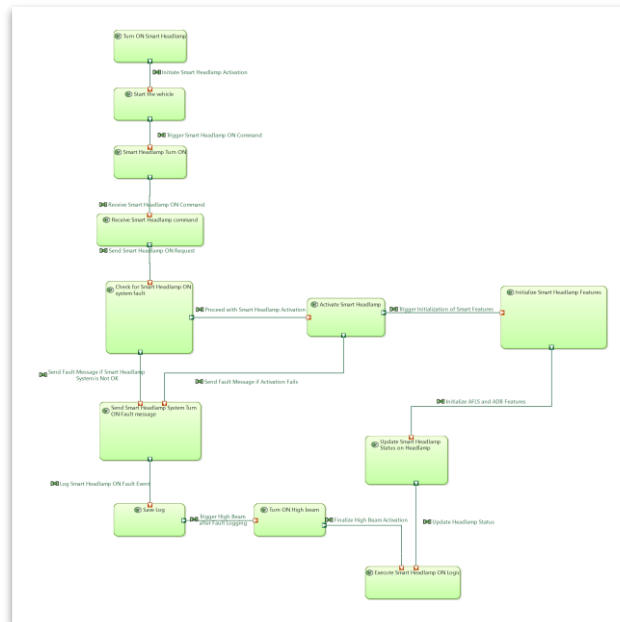 Turn ON Smart Headlamp
Initiate Smart Headlamp Activation
Start the vehicle
Trigger Smart Headlamp ON Command
Smart Headlamp Turn ON
Receive Smart Headlamp ON Command
Receive Smart Headlamp command
Send Smart Headlamp ON Request
Check for Smart Headlamp ON
system fault
Proceed with Smart Headlamp Activation
Activate Smart Headlamp
Trigger Initialization of Smart Features
Initialize Smart Headlamp Features
Send Fault Message if Smart Headlamp
System is Not OK
Send Fault Message if Activation Fails
Initialize AFLS and ADB Features
Send Smart Headlamp System Turn
ON Fault message
Update Smart Headlamp
Status on Headlamp
Log Smart Headlamp ON Fault Event
Save Log
Trigger High Beam
after Fault Logging
Turn ON High beam
Finalize High Beam Activation
Update Headlamp Status
Execute Smart Headlamp ON Logic